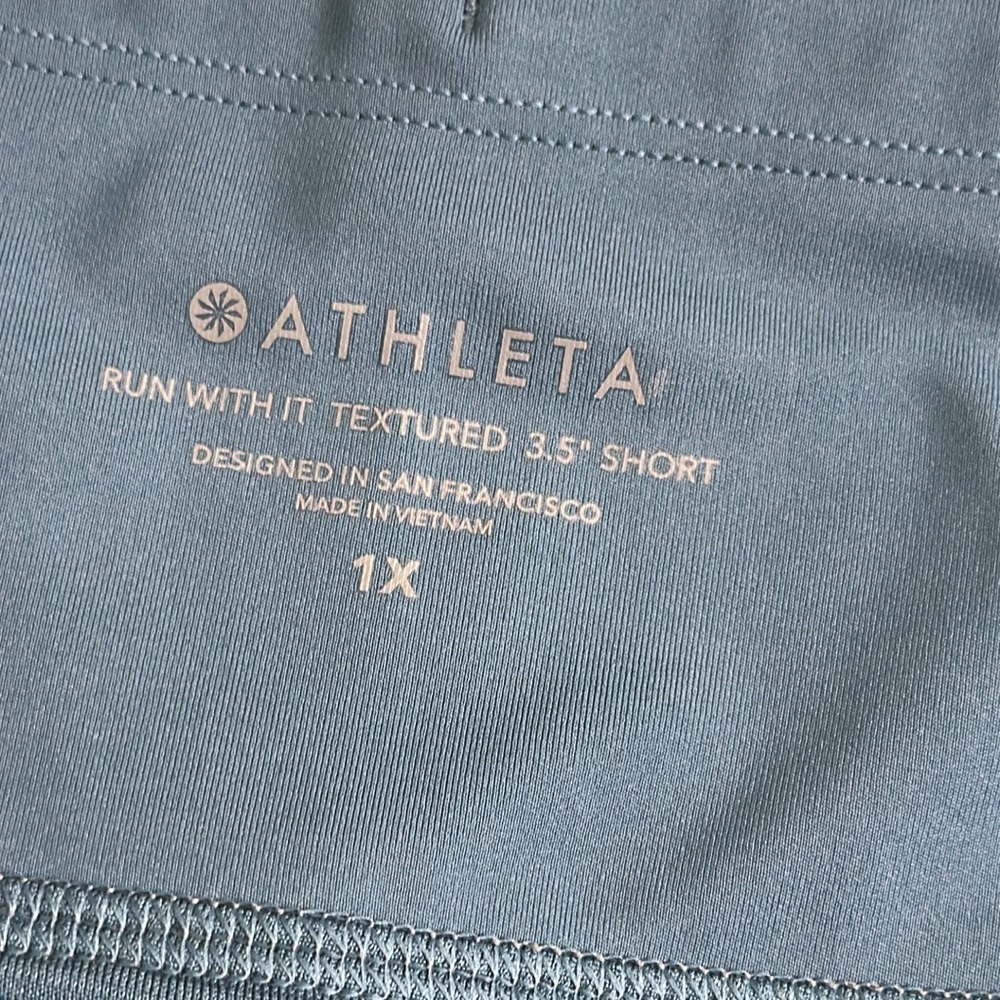 ATHLETA
RUN WITH IT TEXTURED 3.5" SHORT
DESIGNED IN SAN FRANCISCO
MADE IN VIETNAM
1X